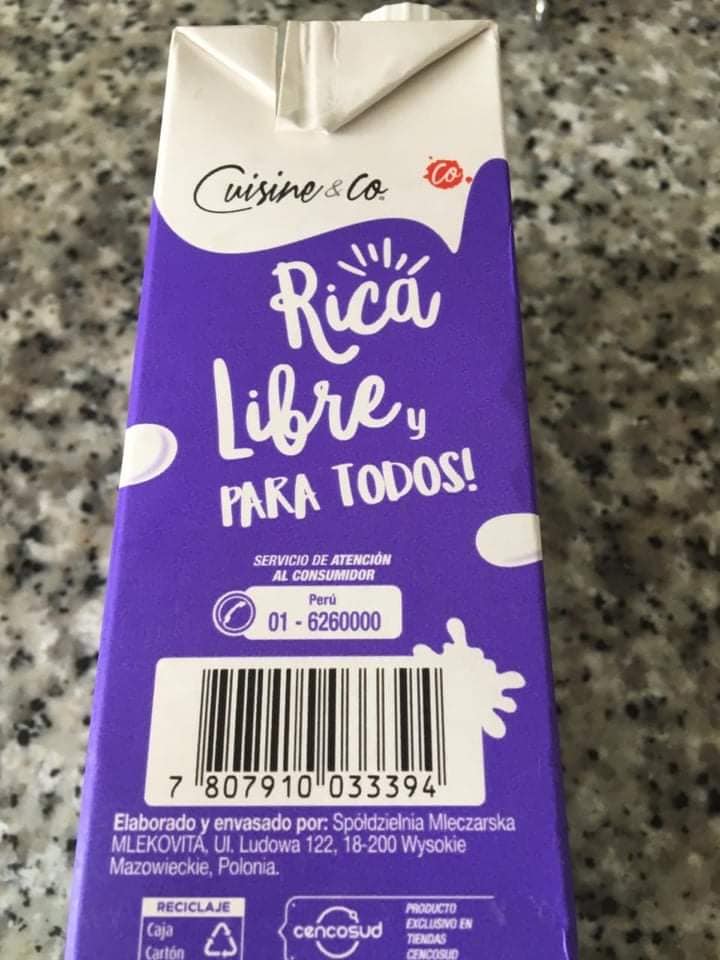 Cuisine & Co
Co.
Rica
Libre y
PARA TODOS!
SERVICIO DE ATENCIÓN
AL CONSUMIDOR
Perú
01 - 6260000
7 807910 033394
Elaborado y envasado por: Spółdzielnia Mleczarska
MLEKOVITA, Ul. Ludowa 122, 18-200 Wysokie
Mazowieckie, Polonia.
RECICLAJE
Caja
Cartón
cencosud
PRODUCTO
EXCLUSIVO EN
TIENDAS
CENCOSUD